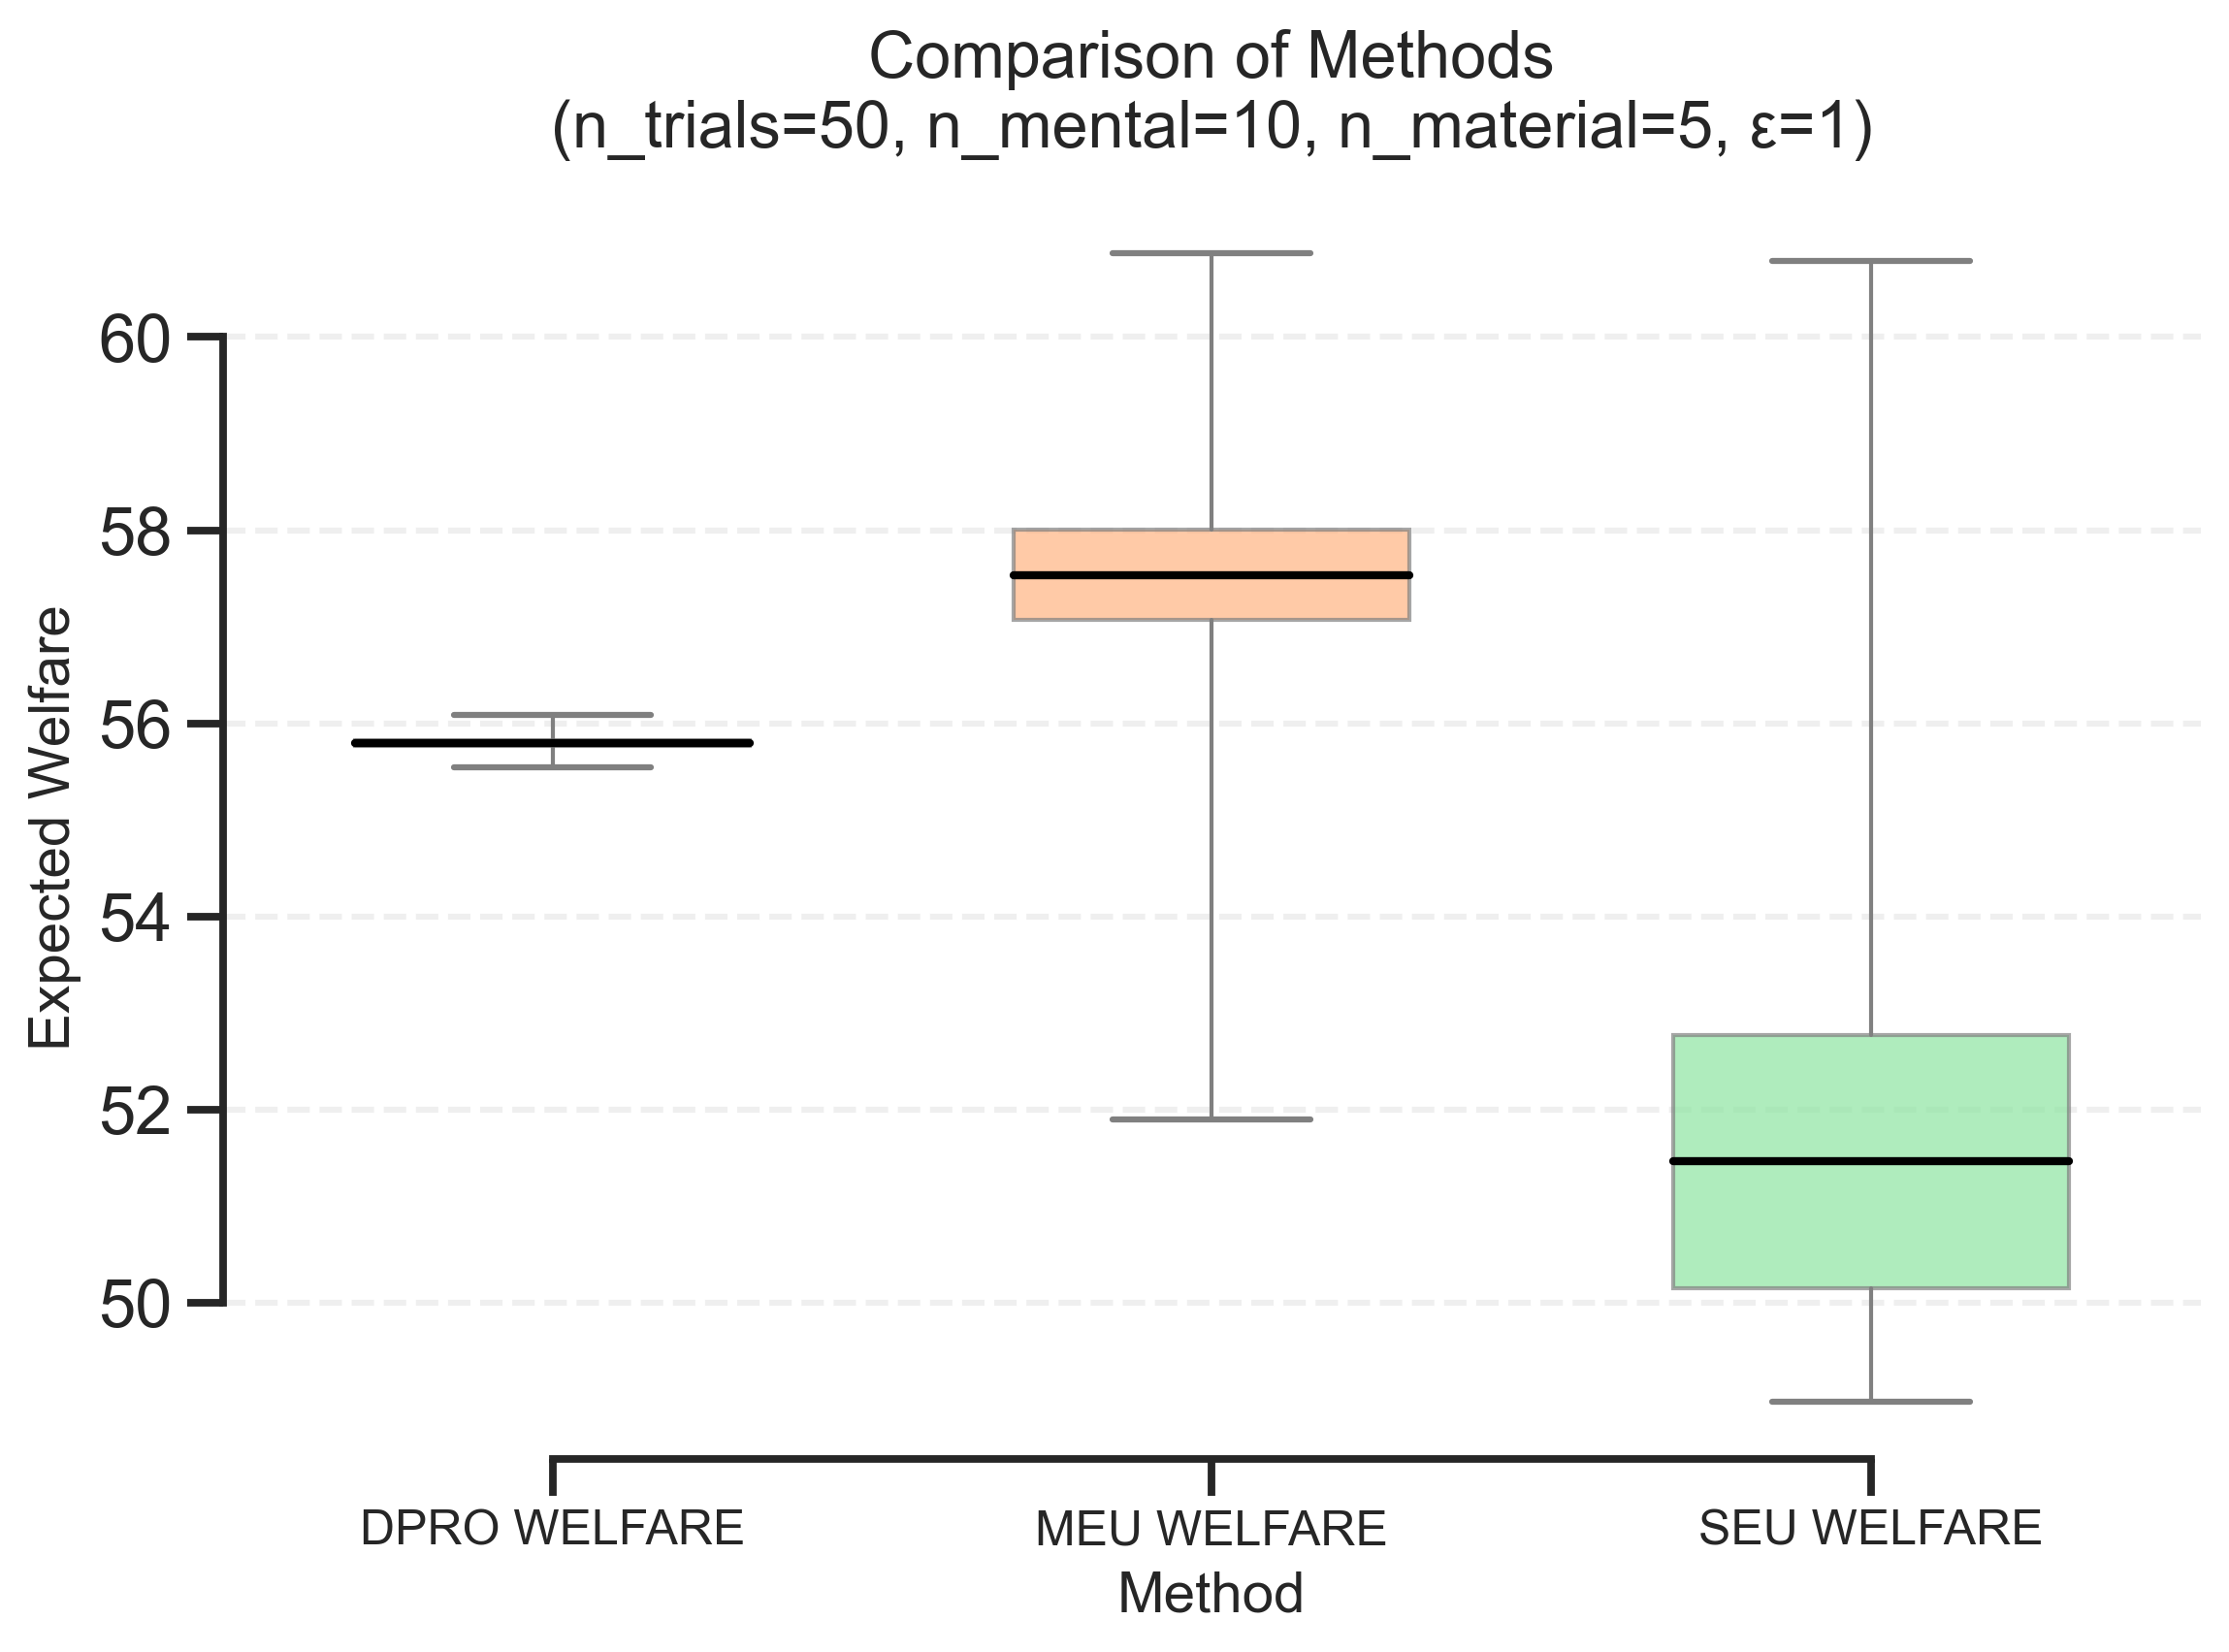 Comparison of Methods
(n_trials=50, n_mental=10, n_material=5, ε=1)
Expected Welfare
60
58
56
54
52
50
DPRO WELFARE
MEU WELFARE
SEU WELFARE
Method